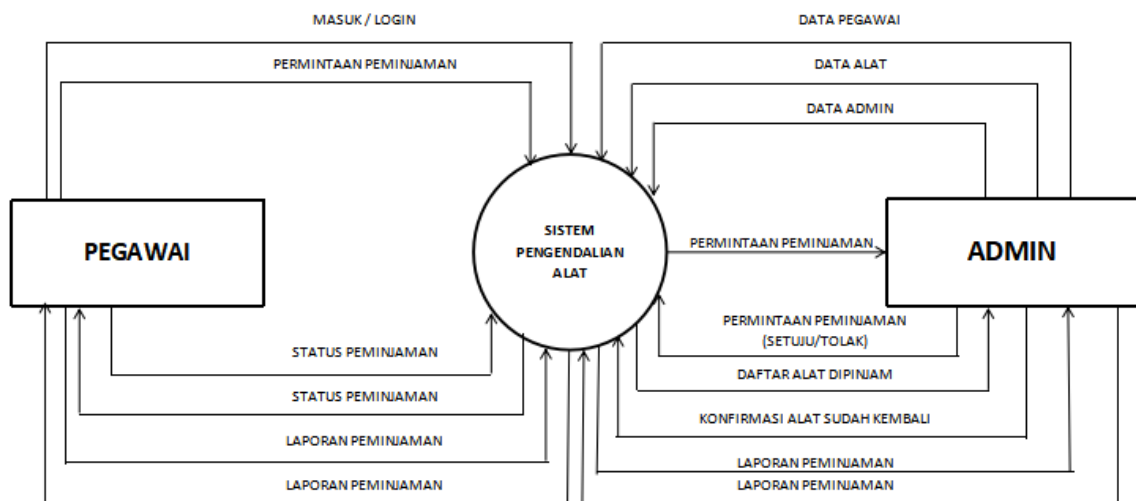 MASUK / LOGIN
DATA PEGAWAI
PERMINTAAN PEMINJAMAN
DATA ALAT
DATA ADMIN
PEGAWAI
SISTEM
PENGENDALIAN
ALAT
PERMINTAAN PEMINJAMAN
ADMIN
PERMINTAAN PEMINJAMAN
(SETUJU/TOLAK)
STATUS PEMINJAMAN
DAFTAR ALAT DIPINJAM
STATUS PEMINJAMAN
KONFIRMASI ALAT SUDAH KEMBALI
LAPORAN PEMINJAMAN
LAPORAN PEMINJAMAN
LAPORAN PEMINJAMAN
LAPORAN PEMINJAMAN